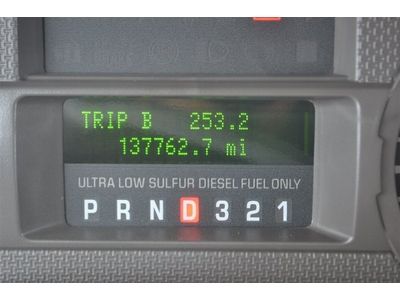 TRIP B 253.2
137762.7 mi
ULTRA LOW SULFUR DIESEL FUEL ONLY
P R N D 3 2 1